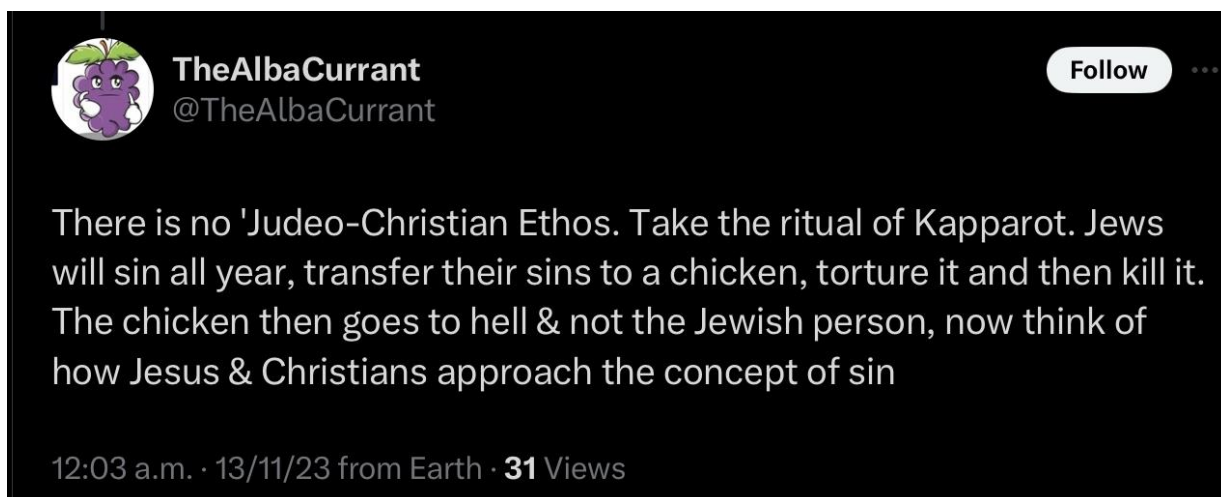 TheAlbaCurrant
Follow
@TheAlbaCurrant
There is no 'Judeo-Christian Ethos. Take the ritual of Kapparot. Jews
will sin all year, transfer their sins to a chicken, torture it and then kill it.
The chicken then goes to hell & not the Jewish person, now think of
how Jesus & Christians approach the concept of sin
12:03 a.m. · 13/11/23 from Earth · 31 Views